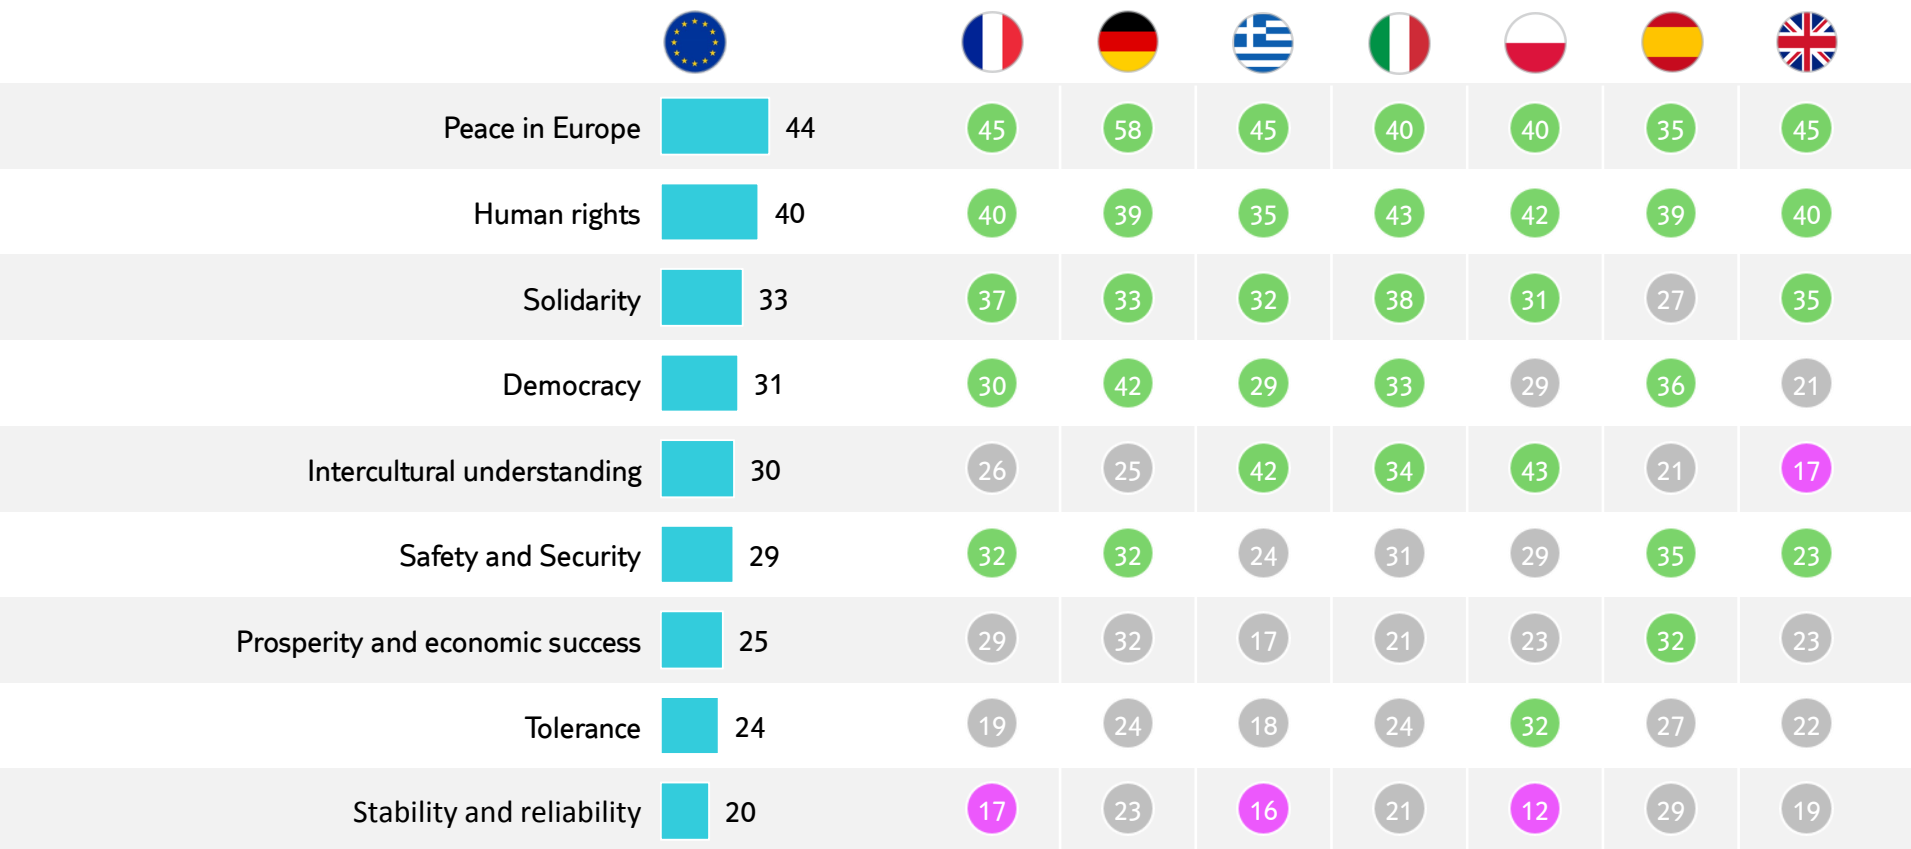 Peace in Europe 44 45 58 45 40 40 35 45
Human rights 40 40 39 35 43 42 39 40
Solidarity 33 37 33 32 38 31 27 35
Democracy 31 30 42 29 33 29 36 21
Intercultural understanding 30 26 25 42 34 43 21 17
Safety and Security 29 32 32 24 31 29 35 23
Prosperity and economic success 25 29 32 17 21 23 32 23
Tolerance 24 19 24 18 24 32 27 22
Stability and reliability 20 17 23 16 21 12 29 19